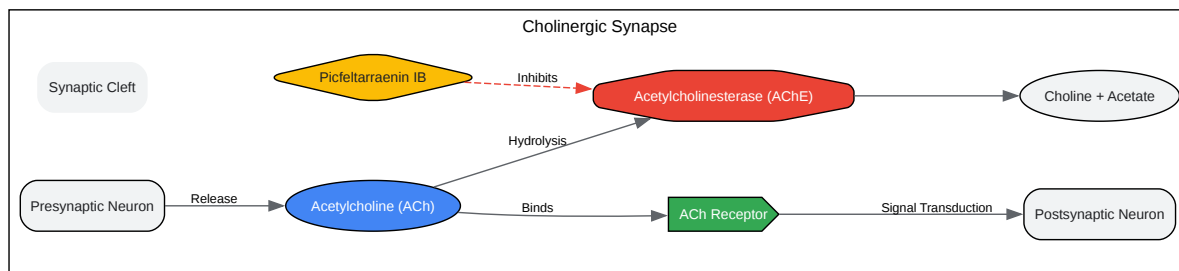 Cholinergic Synapse
Synaptic Cleft
Picfeltarraenin IB
Inhibits
Acetylcholinesterase (AChE)
Choline + Acetate
Hydrolysis
Presynaptic Neuron
Release
Acetylcholine (ACh)
Binds
ACh Receptor
Signal Transduction
Postsynaptic Neuron